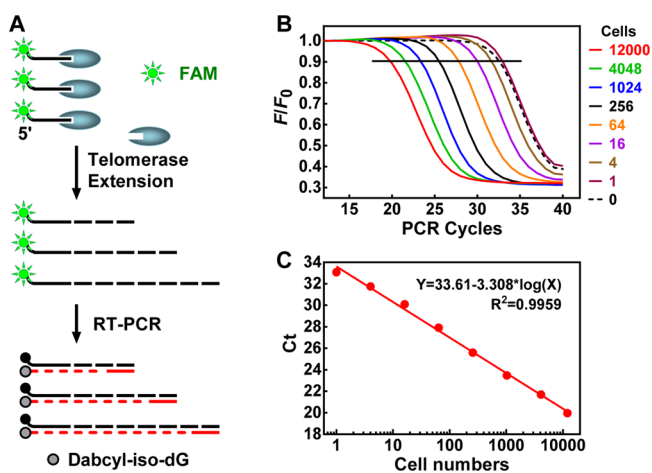 A
FAM
5'
Telomerase
Extension
RT-PCR
Dabcyl-iso-dG
B
F/F0
1.0
0.9
0.8
0.7
0.6
0.5
0.4
0.3
15 20 25 30 35 40
PCR Cycles
Cells
12000
4048
1024
256
64
16
4
1
0
C
Ct
34
32
30
28
26
24
22
20
18
Y=33.61-3.308*log(X)
R²=0.9959
1 10 100 1000 10000
Cell numbers